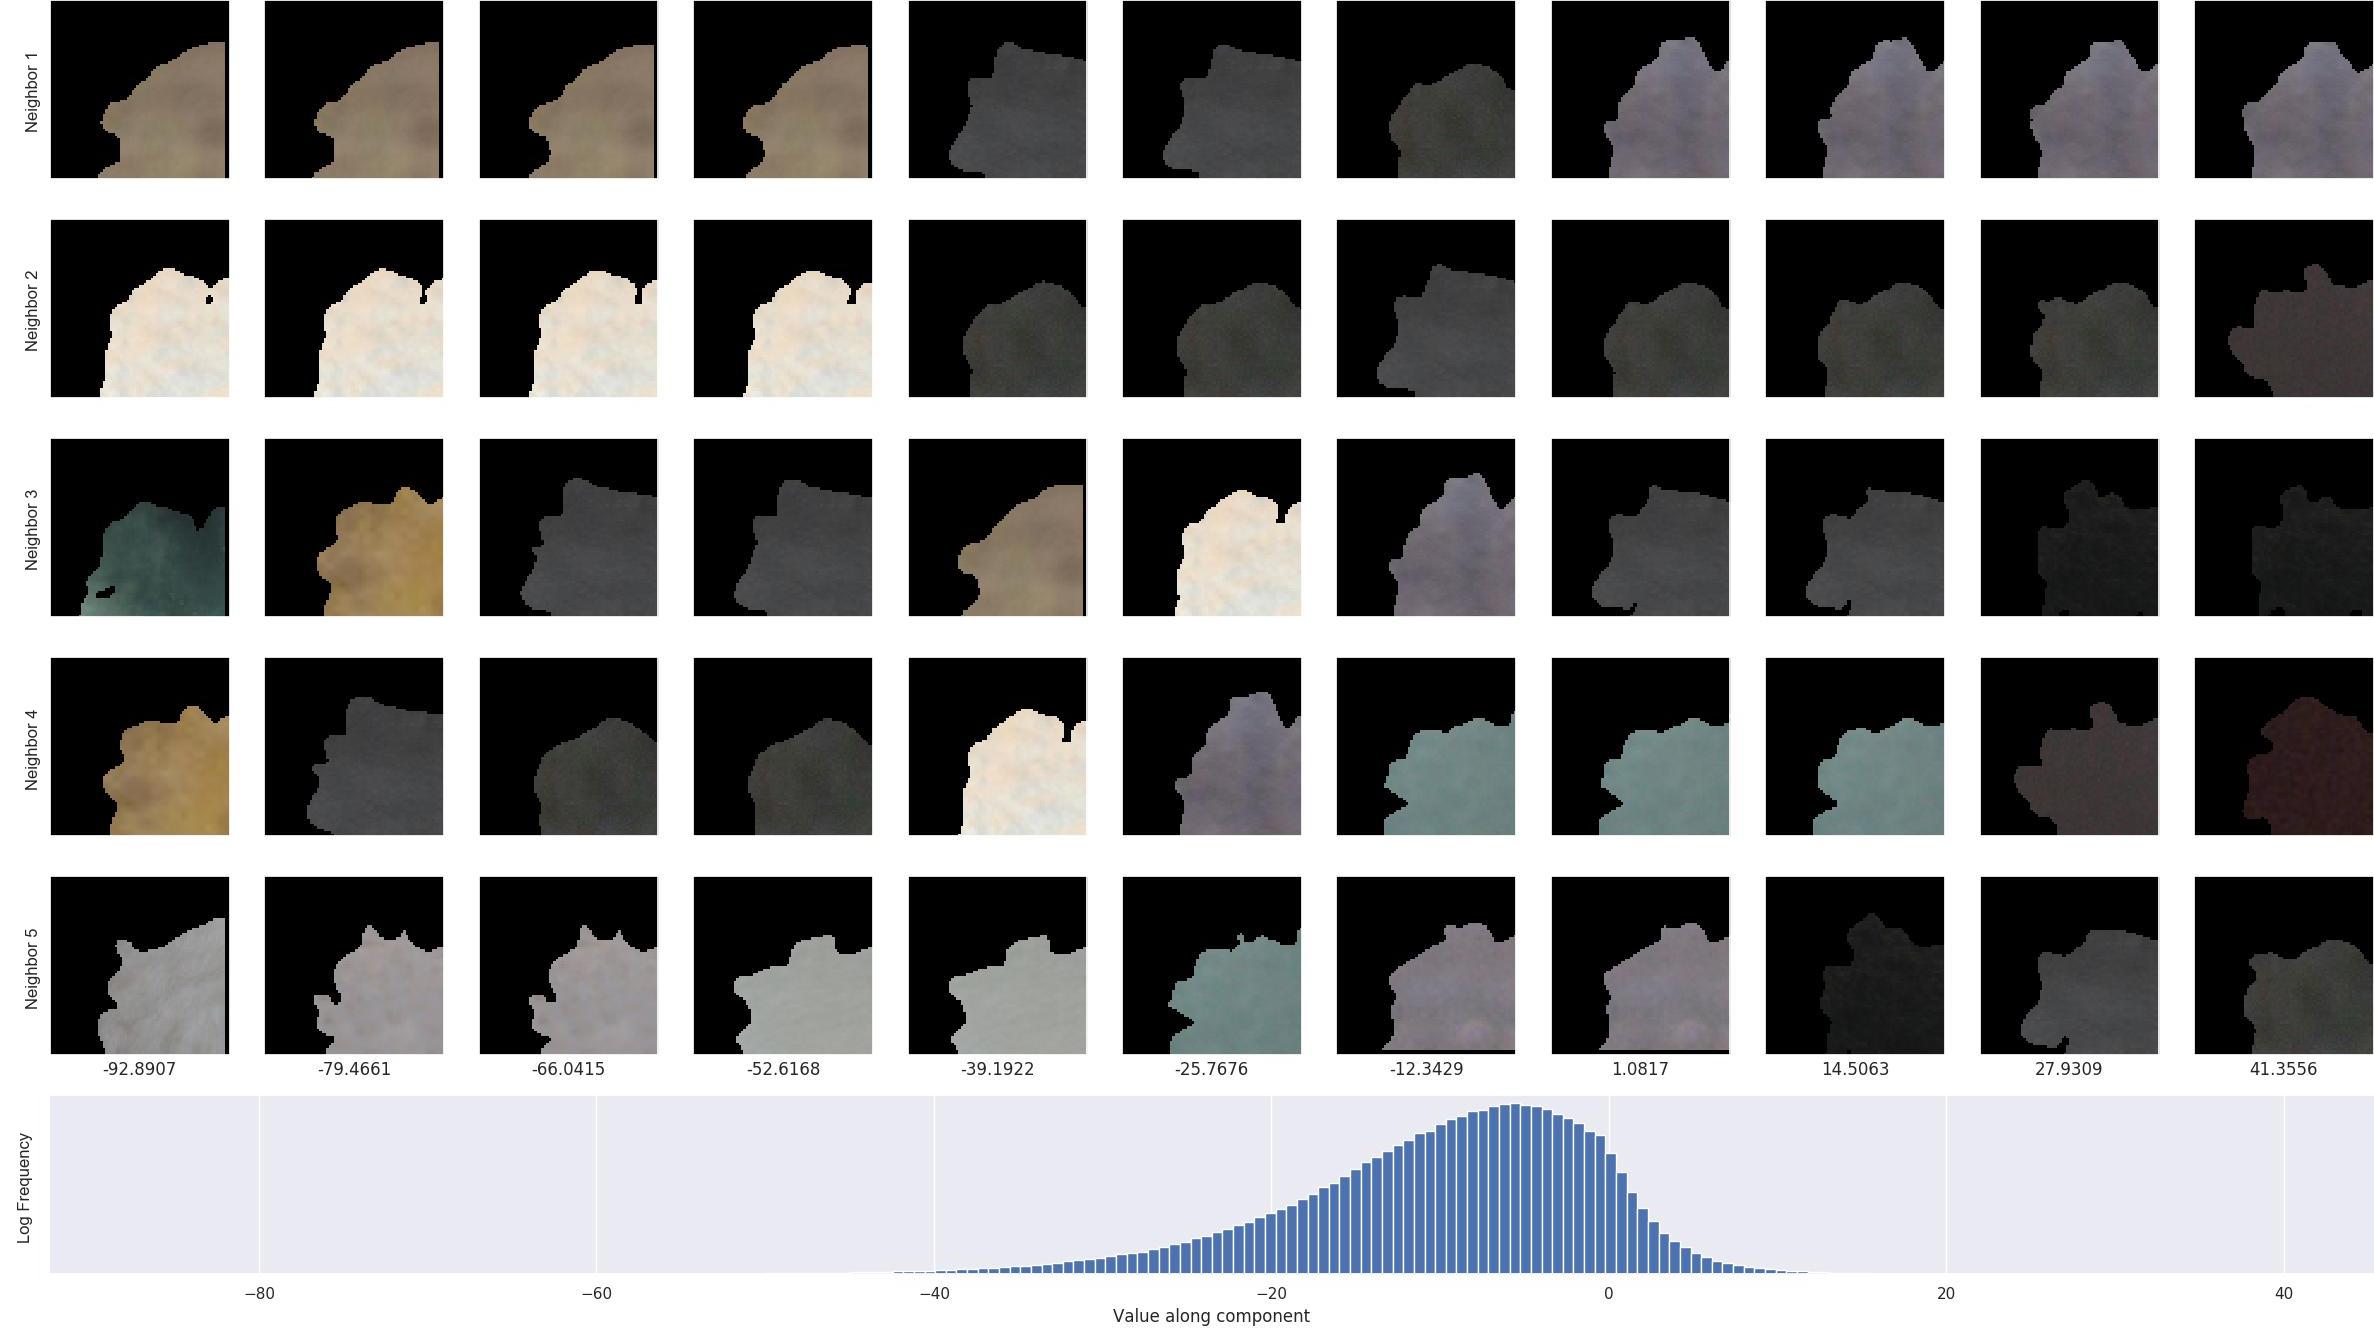 Neighbor 1
Neighbor 2
Neighbor 3
Neighbor 4
Neighbor 5
-92.8907 -79.4661 -66.0415 -52.6168 -39.1922 -25.7676 -12.3429 1.0817 14.5063 27.9309 41.3556
Log Frequency
−80 −60 −40 −20 0 20 40
Value along component